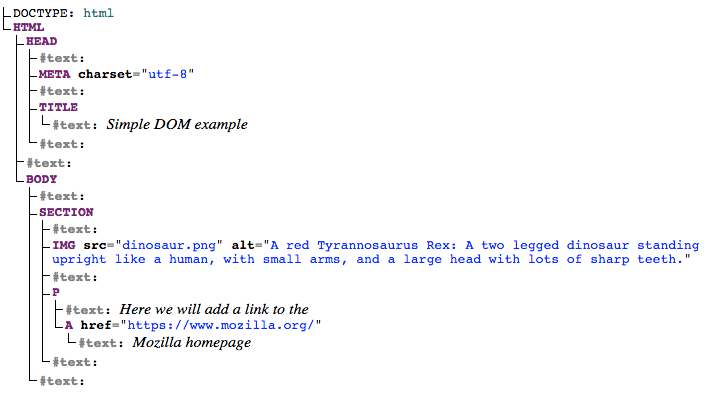 DOCTYPE: html
HTML
HEAD
#text:
META charset="utf-8"
#text:
TITLE
#text: Simple DOM example
#text:
#text:
BODY
#text:
SECTION
#text:
IMG src="dinosaur.png" alt="A red Tyrannosaurus Rex: A two legged dinosaur standing
upright like a human, with small arms, and a large head with lots of sharp teeth."
#text:
P
#text: Here we will add a link to the
A href="https://www.mozilla.org/"
#text: Mozilla homepage
#text:
#text: